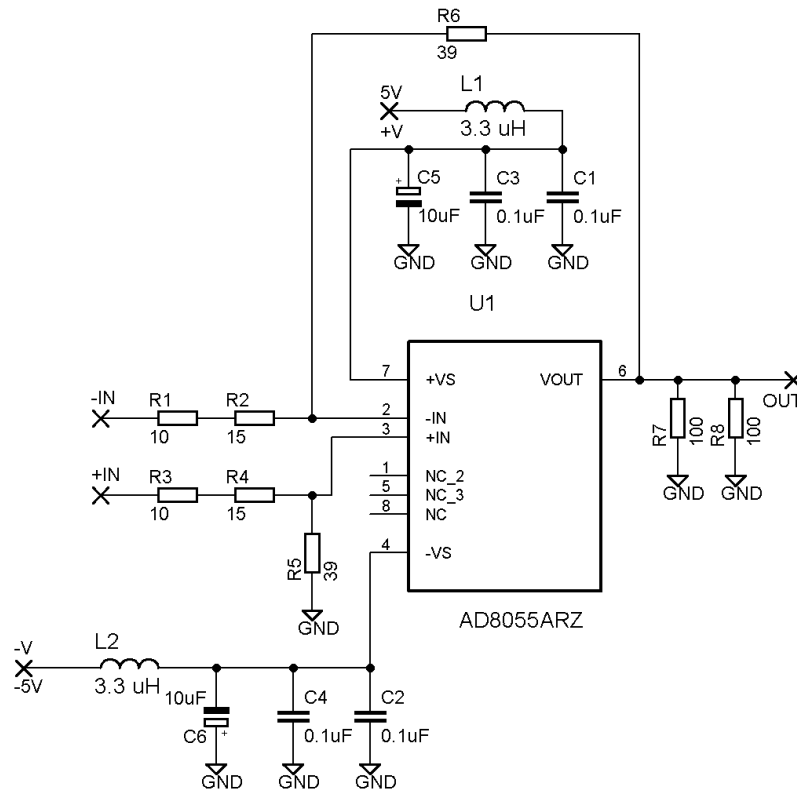 R6
39
5V
+V
L1
3.3 uH
+
C5
10uF
C3
0.1uF
C1
0.1uF
GND
GND
GND
U1
7
+VS
VOUT
6
-IN
R1
10
R2
15
2
-IN
3
+IN
OUT
R7
100
R8
100
GND
GND
+IN
R3
10
R4
15
1
NC_2
5
NC_3
8
NC
R5
39
4
-VS
GND
AD8055ARZ
-V
-5V
L2
3.3 uH
10uF
C6
+
C4
0.1uF
C2
0.1uF
GND
GND
GND